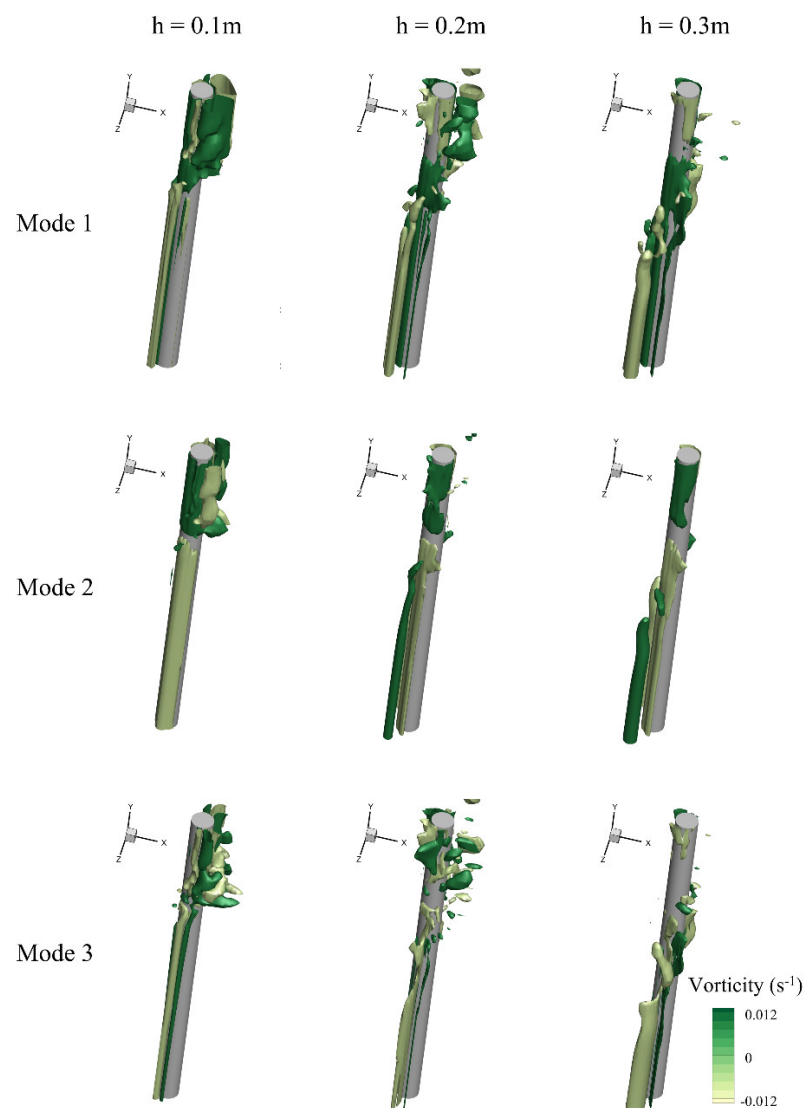 h = 0.1m h = 0.2m h = 0.3m
Y X Z Y X Z Y X Z
Mode 1
Y X Z Y X Z Y X Z
Mode 2
Y X Z Y X Z Y X Z
Mode 3
Vorticity (s-1)
0.012
0
-0.012